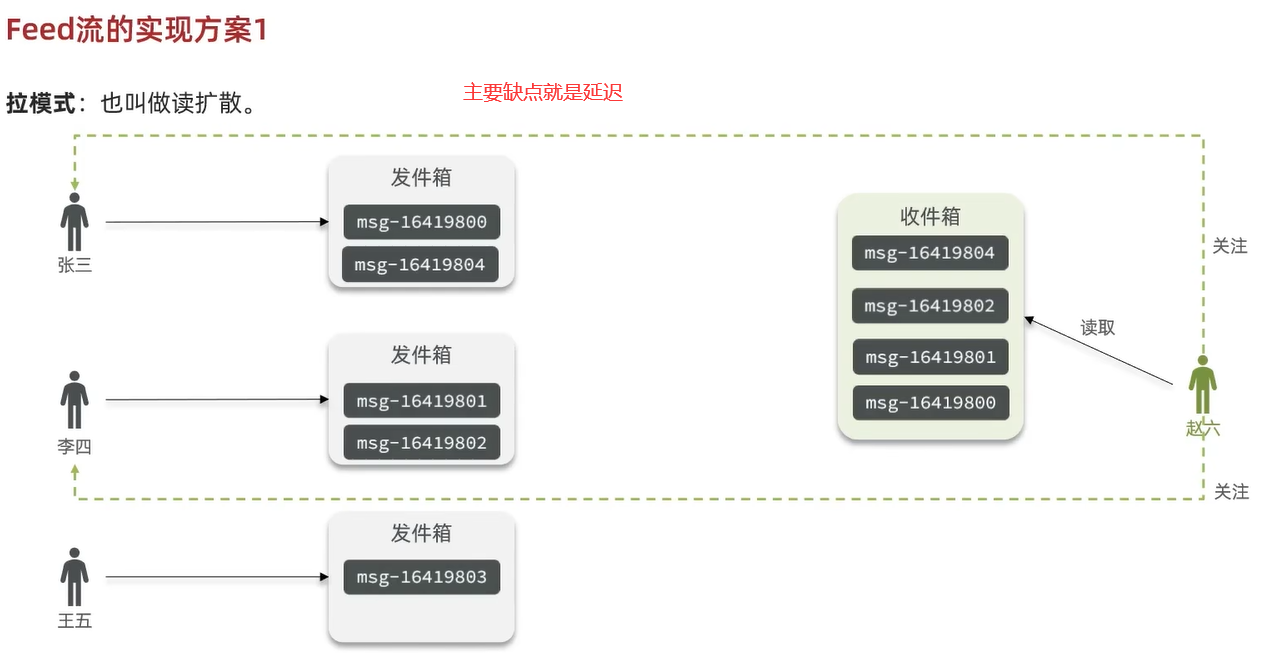 Feed流的实现方案1
拉模式：也叫做读扩散。
主要缺点就是延迟
发件箱
msg-16419800
msg-16419804
张三
发件箱
msg-16419801
msg-16419802
李四
发件箱
msg-16419803
王五
收件箱
msg-16419804
msg-16419802
msg-16419801
msg-16419800
读取
关注
赵六
关注